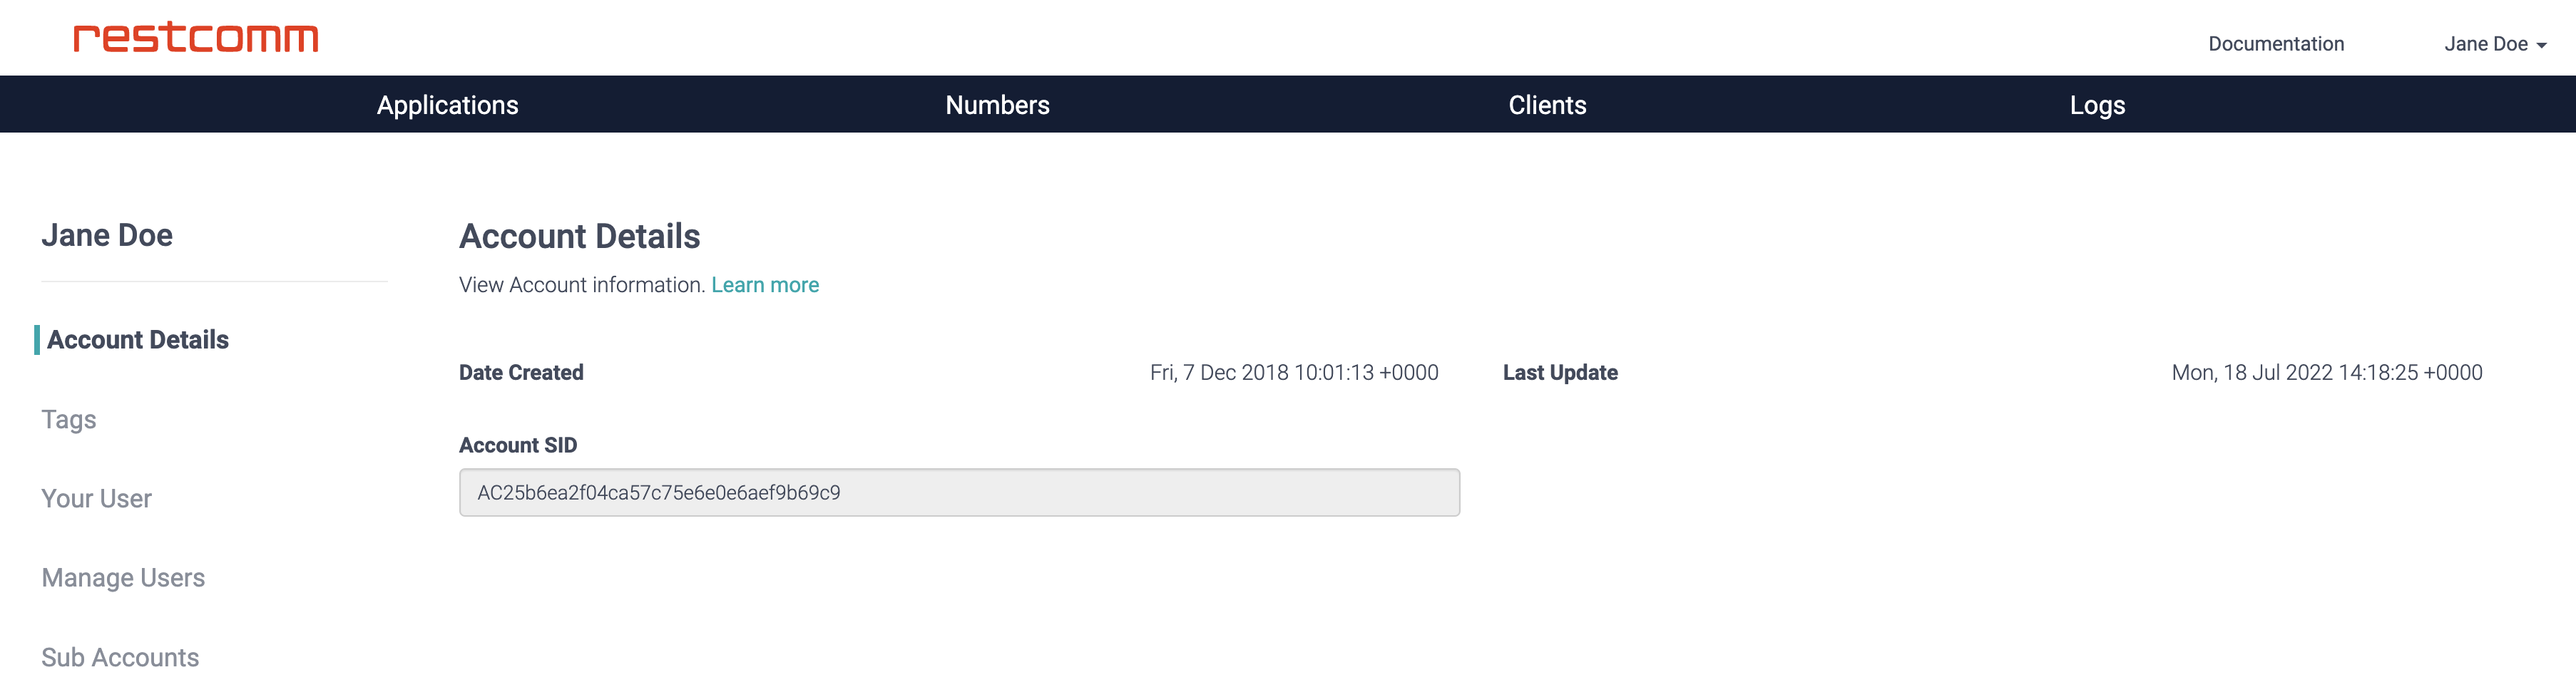 restcomm
Documentation
Jane Doe
Applications
Numbers
Clients
Logs
Jane Doe
Account Details
Tags
Your User
Manage Users
Sub Accounts
Account Details
View Account information. Learn more
Date Created
Fri, 7 Dec 2018 10:01:13 +0000
Last Update
Mon, 18 Jul 2022 14:18:25 +0000
Account SID
AC25b6ea2f04ca57c75e6e0e6aef9b69c9